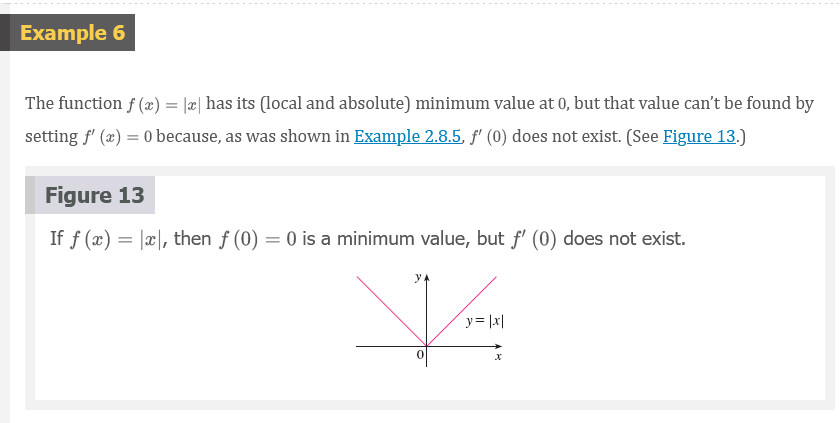 Example 6
The function f (x) = |x| has its (local and absolute) minimum value at 0, but that value can't be found by
setting f′ (x) = 0 because, as was shown in Example 2.8.5, f′ (0) does not exist. (See Figure 13.)
Figure 13
If f (x) = |x|, then f (0) = 0 is a minimum value, but f′ (0) does not exist.
y
y = |x|
0
x